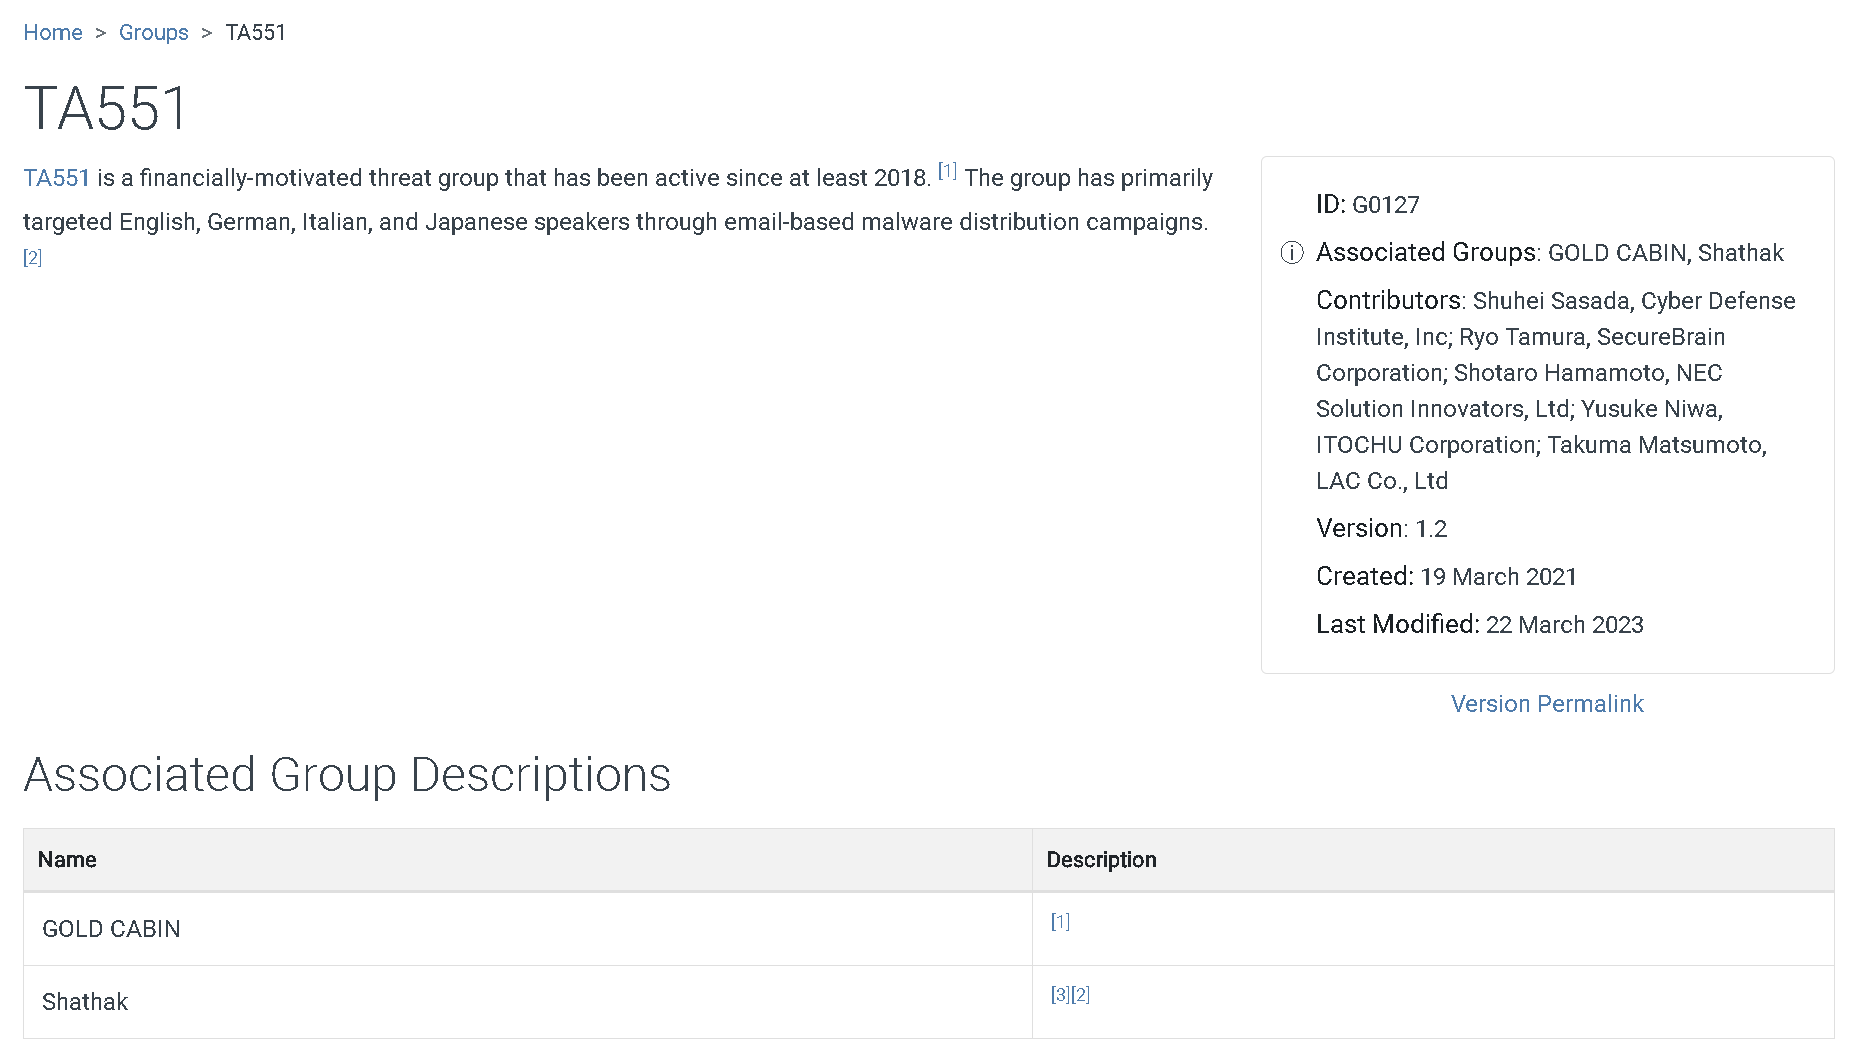 Home > Groups > TA551
TA551
TA551 is a financially-motivated threat group that has been active since at least 2018. [1] The group has primarily
targeted English, German, Italian, and Japanese speakers through email-based malware distribution campaigns.
[2]
ID: G0127
ⓘ Associated Groups: GOLD CABIN, Shathak
Contributors: Shuhei Sasada, Cyber Defense
Institute, Inc; Ryo Tamura, SecureBrain
Corporation; Shotaro Hamamoto, NEC
Solution Innovators, Ltd; Yusuke Niwa,
ITOCHU Corporation; Takuma Matsumoto,
LAC Co., Ltd
Version: 1.2
Created: 19 March 2021
Last Modified: 22 March 2023
Version Permalink
Associated Group Descriptions
Name Description
GOLD CABIN [1]
Shathak [3][2]